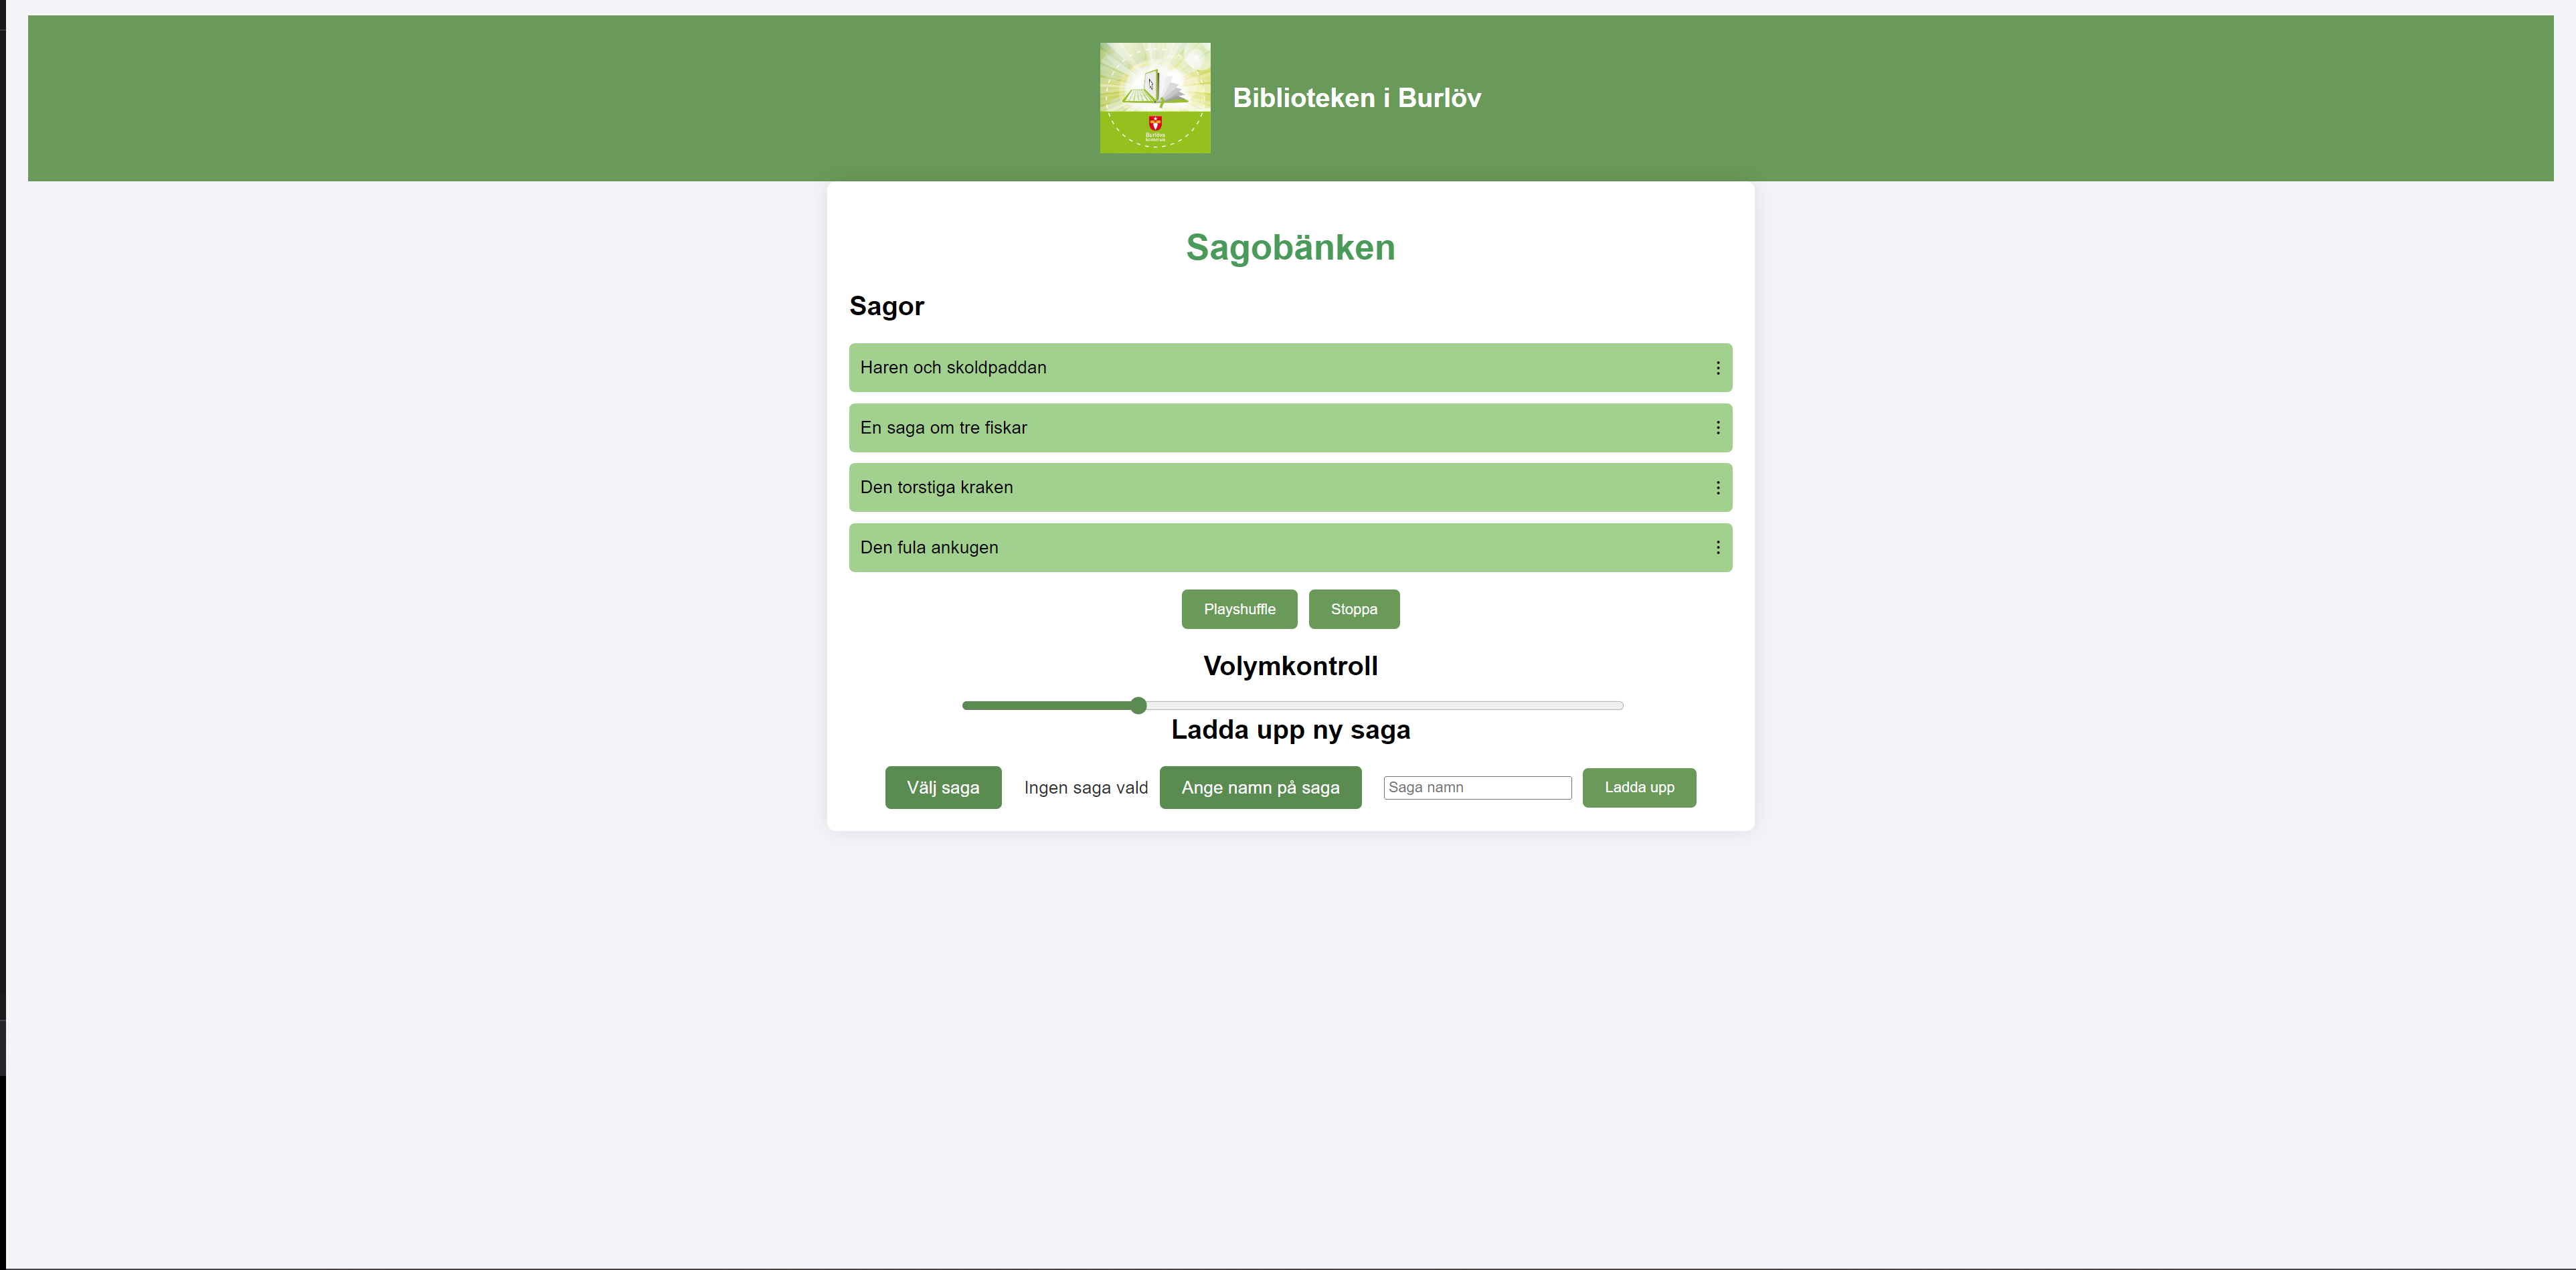 Biblioteken i Burlöv
Burlövs
Sagobänken
Sagor
Haren och skoldpaddan
En saga om tre fiskar
Den torstiga kraken
Den fula ankugen
Playshuffle Stoppa
Volymkontroll
Ladda upp ny saga
Välj saga Ingen saga vald Ange namn på saga Saga namn Ladda upp